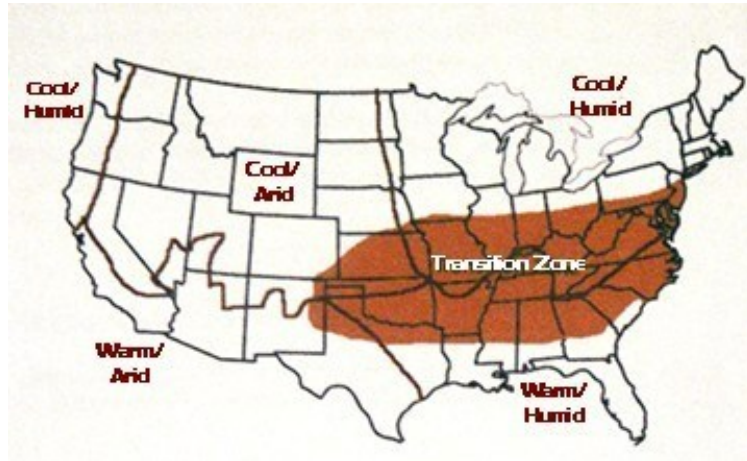 Cool/
Humid
Cool/
Humid
Cool/
Arid
Transition Zone
Warm/
Arid
Warm/
Humid